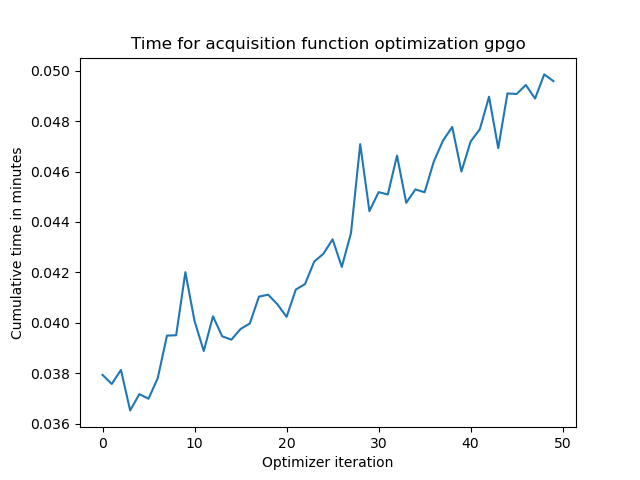 Time for acquisition function optimization gpgo
0.050
0.048
0.046
0.044
0.042
0.040
0.038
0.036
Cumulative time in minutes
0 10 20 30 40 50
Optimizer iteration